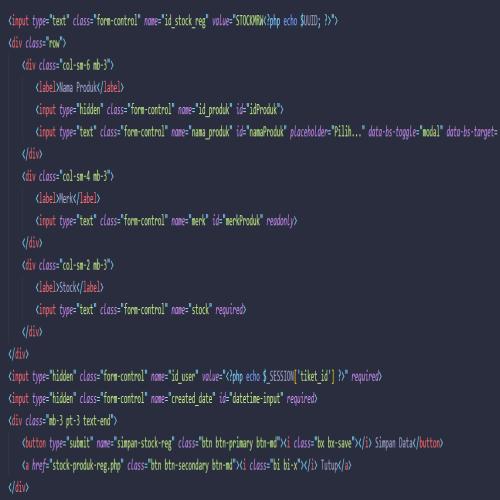 <input type="text" class="form-control" name="id_stock_reg" value="STOCKMRW<?php echo $UUID; ?>">
<div class="row">
<div class="col-sm-6 mb-3">
<label>Nama Produk</label>
<input type="hidden" class="form-control" name="id_produk" id="idProduk">
<input type="text" class="form-control" name="nama_produk" id="namaProduk" placeholder="Pilih..." data-bs-toggle="modal" data-bs-target=
</div>
<div class="col-sm-4 mb-3">
<label>Merk</label>
<input type="text" class="form-control" name="merk" id="merkProduk" readonly>
</div>
<div class="col-sm-2 mb-3">
<label>Stock</label>
<input type="text" class="form-control" name="stock" required>
</div>
</div>
<input type="hidden" class="form-control" name="id_user" value="<?php echo $_SESSION['tiket_id'] ?>" required>
<input type="hidden" class="form-control" name="created_date" id="datetime-input" required>
<div class="mb-3 pt-3 text-end">
<button type="submit" name="simpan-stock-reg" class="btn btn-primary btn-md"><i class="bx bx-save"></i> Simpan Data</button>
<a href="stock-produk-reg.php" class="btn btn-secondary btn-md"><i class="bi bi-x"></i> Tutup</a>
</div>